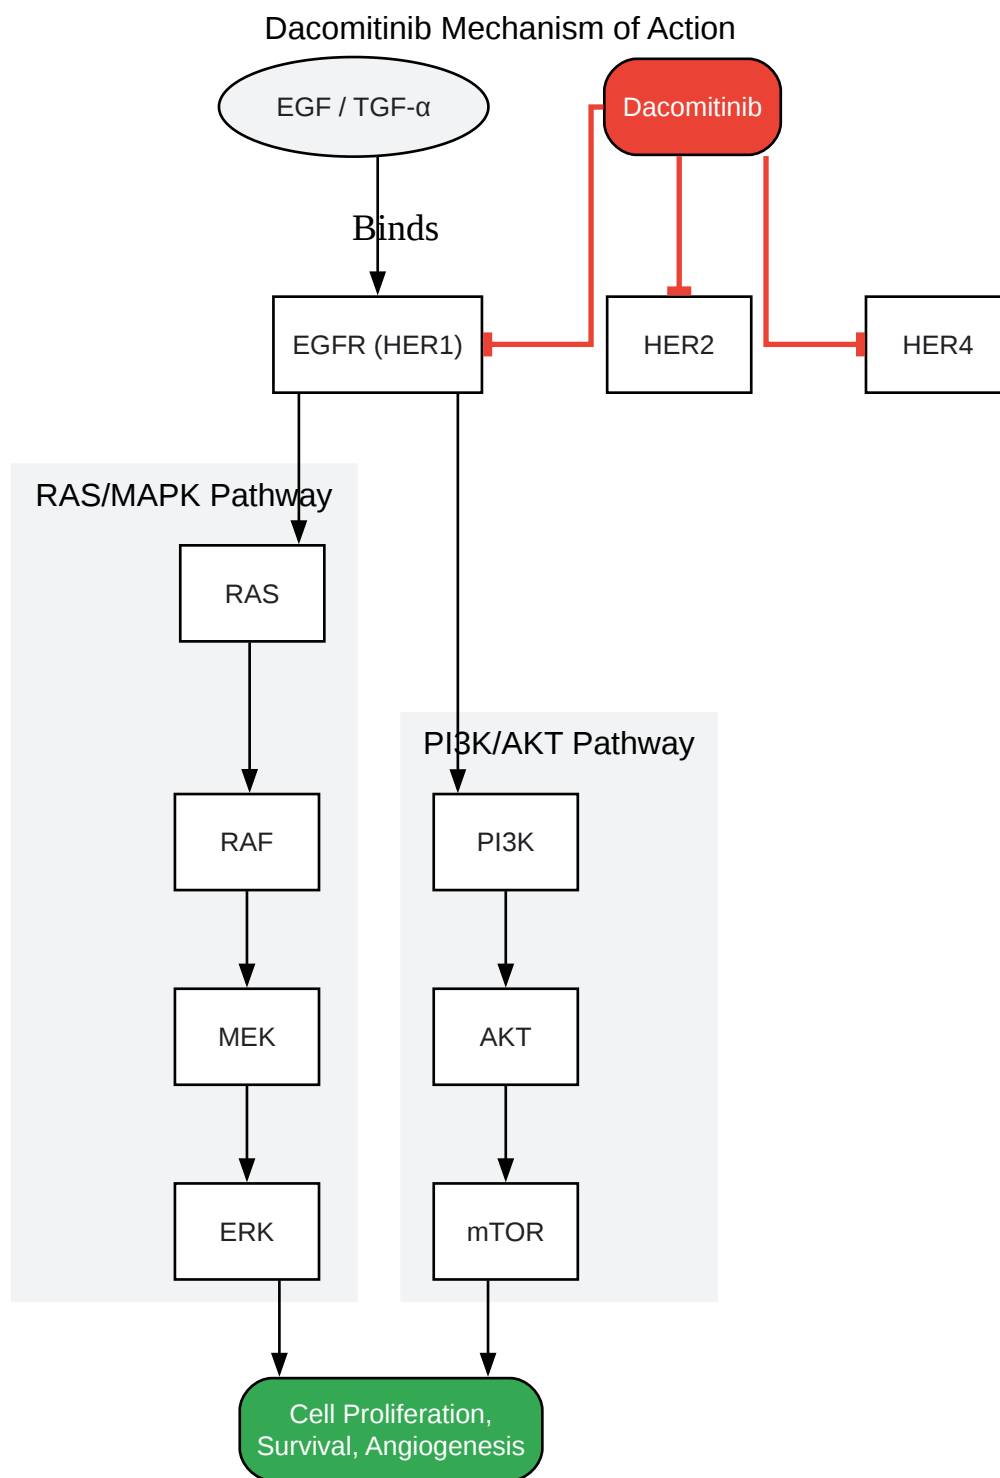 Dacomitinib Mechanism of Action
EGF / TGF-α
Dacomitinib
Binds
EGFR (HER1)
HER2
HER4
RAS/MAPK Pathway
RAS
PI3K/AKT Pathway
RAF
PI3K
MEK
AKT
ERK
mTOR
Cell Proliferation,
Survival, Angiogenesis